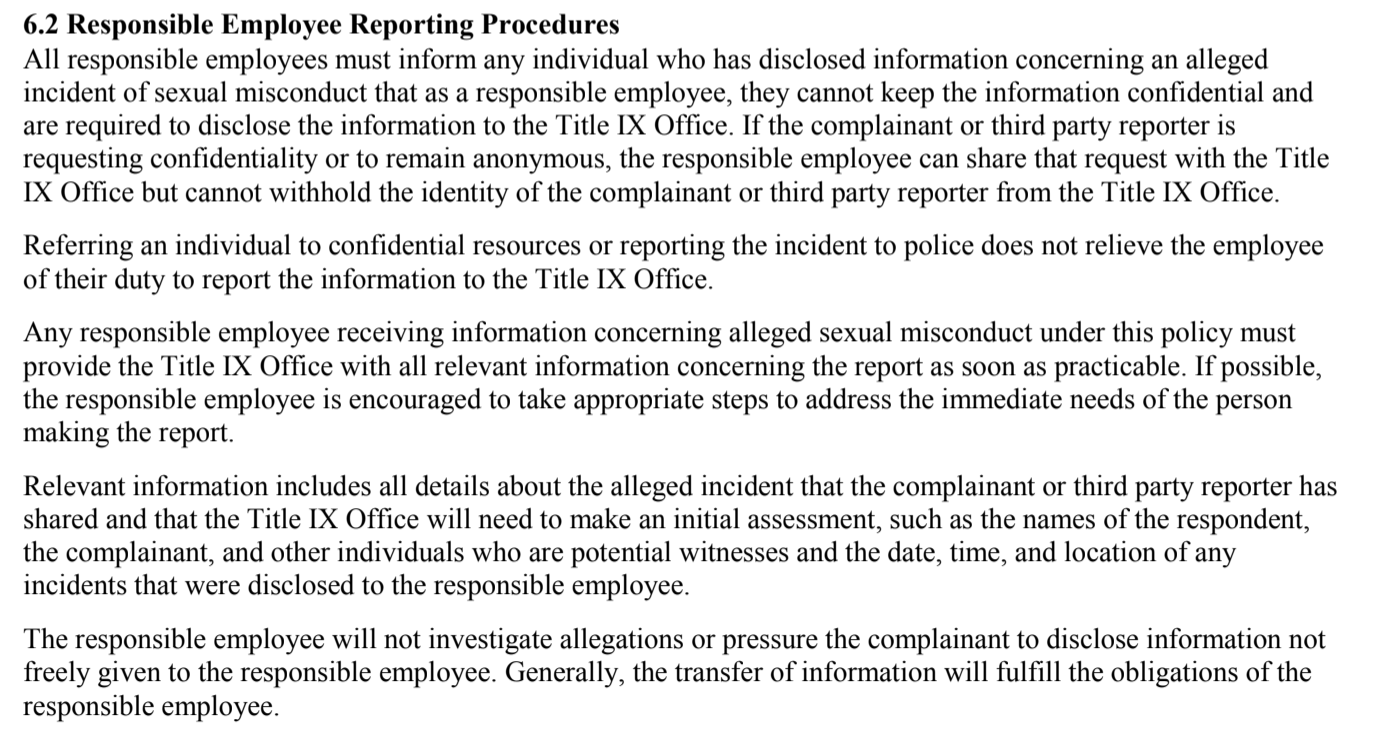 6.2 Responsible Employee Reporting Procedures
All responsible employees must inform any individual who has disclosed information concerning an alleged
incident of sexual misconduct that as a responsible employee, they cannot keep the information confidential and
are required to disclose the information to the Title IX Office. If the complainant or third party reporter is
requesting confidentiality or to remain anonymous, the responsible employee can share that request with the Title
IX Office but cannot withhold the identity of the complainant or third party reporter from the Title IX Office.
Referring an individual to confidential resources or reporting the incident to police does not relieve the employee
of their duty to report the information to the Title IX Office.
Any responsible employee receiving information concerning alleged sexual misconduct under this policy must
provide the Title IX Office with all relevant information concerning the report as soon as practicable. If possible,
the responsible employee is encouraged to take appropriate steps to address the immediate needs of the person
making the report.
Relevant information includes all details about the alleged incident that the complainant or third party reporter has
shared and that the Title IX Office will need to make an initial assessment, such as the names of the respondent,
the complainant, and other individuals who are potential witnesses and the date, time, and location of any
incidents that were disclosed to the responsible employee.
The responsible employee will not investigate allegations or pressure the complainant to disclose information not
freely given to the responsible employee. Generally, the transfer of information will fulfill the obligations of the
responsible employee.